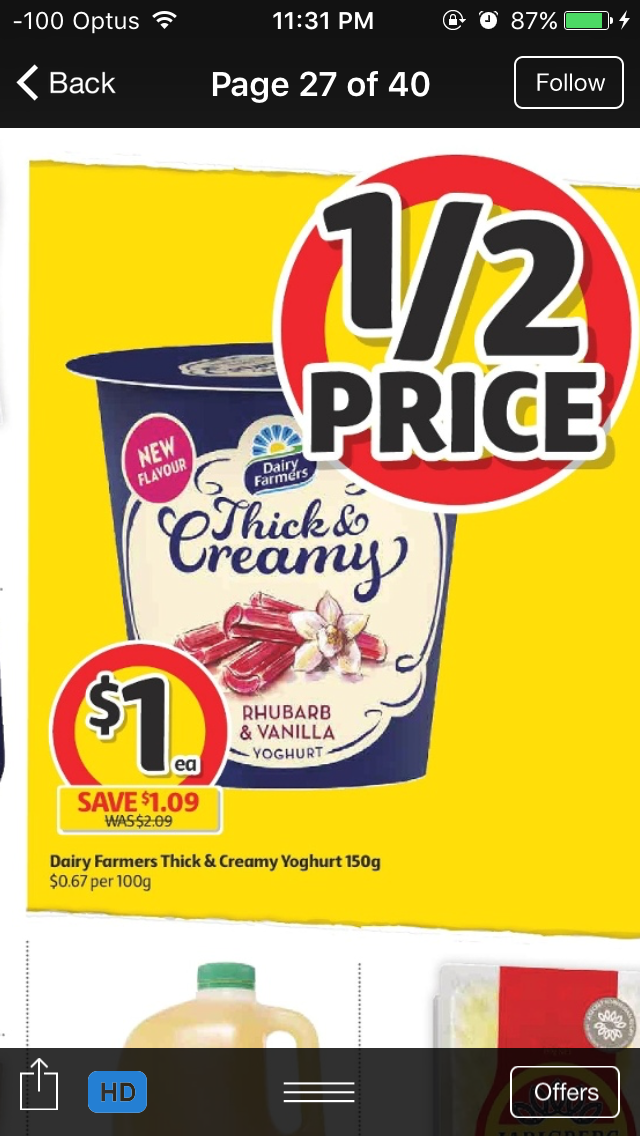 -100 Optus 11:31 PM 87%
Back Page 27 of 40 Follow
1/2
PRICE
NEW
FLAVOUR
Dairy
Farmers
Thick &
Creamy
RHUBARB
& VANILLA
YOGHURT
$1 ea
SAVE $1.09
WAS $2.09
Dairy Farmers Thick & Creamy Yoghurt 150g
$0.67 per 100g
HD Offers